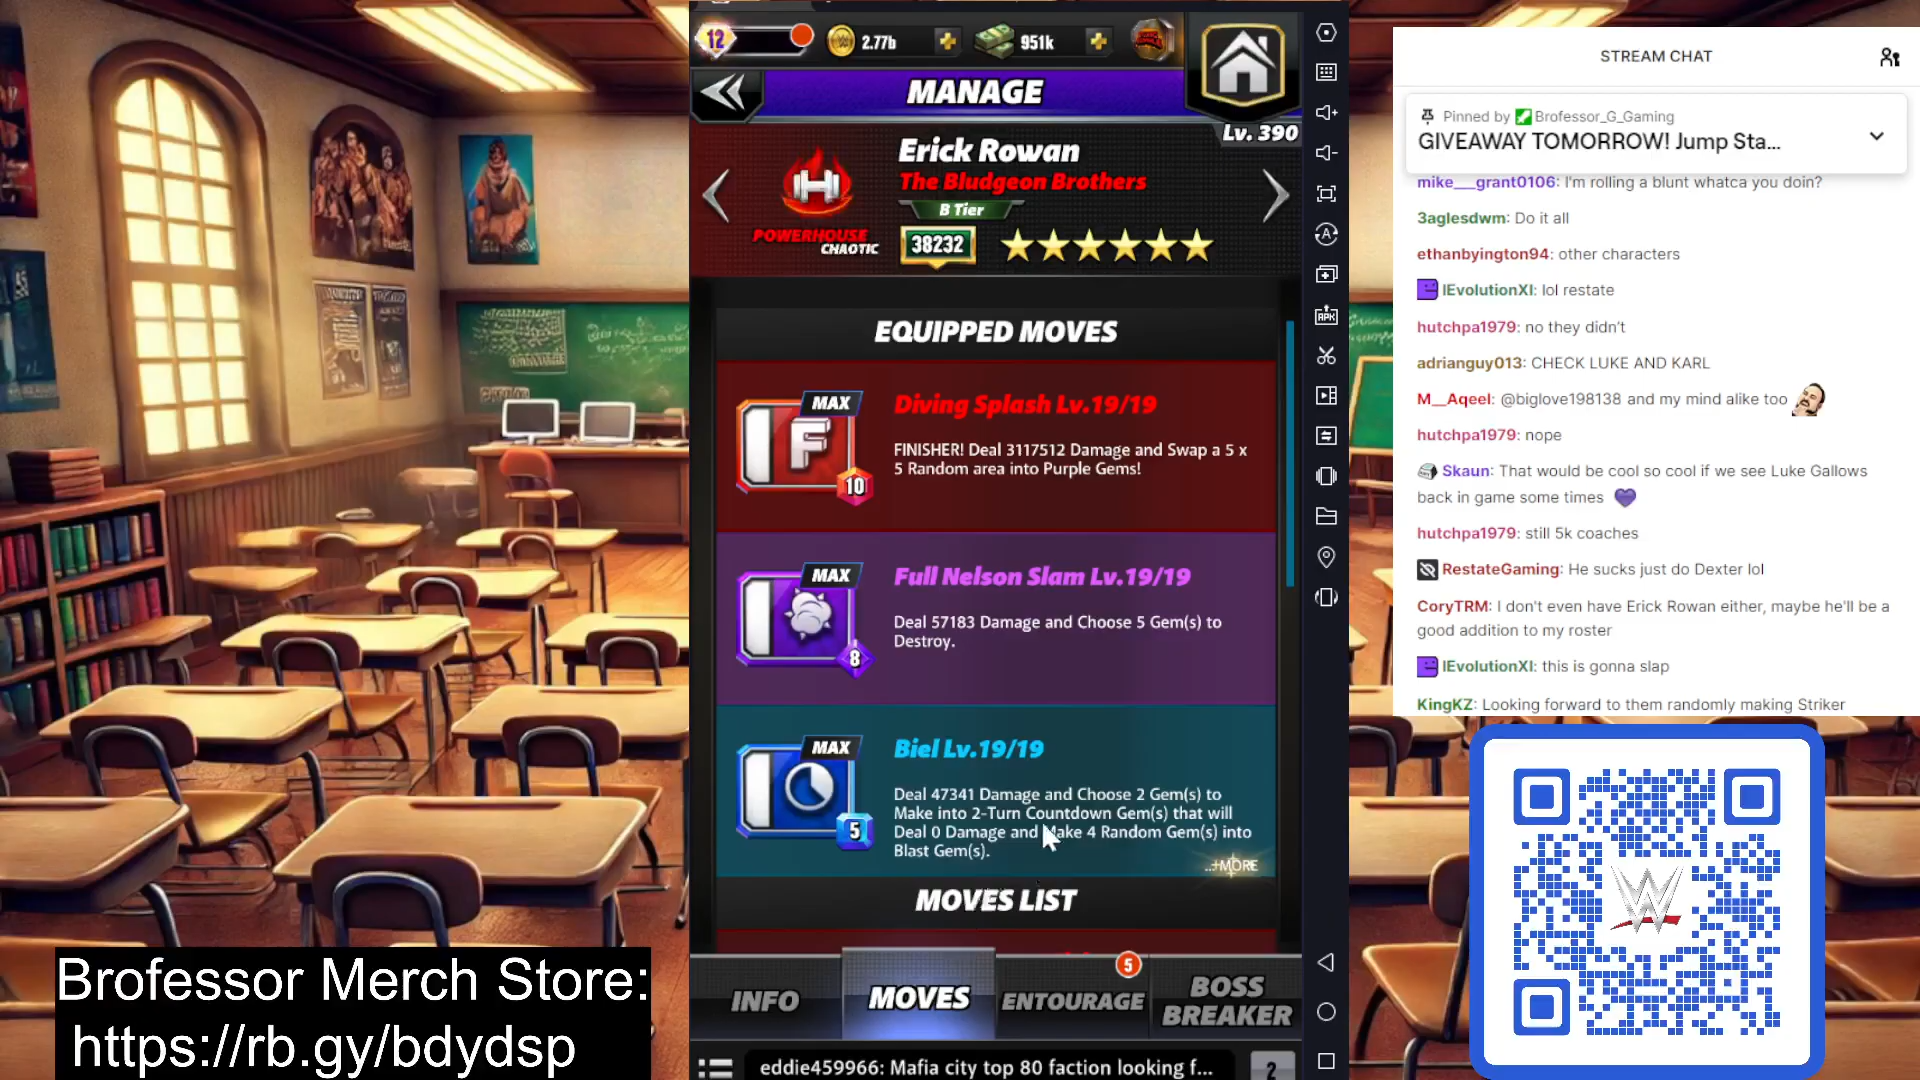 12
2.77b
951k
MANAGE
Lv. 390
Erick Rowan
The Bludgeon Brothers
B Tier
POWERHOUSE
CHAOTIC
38232
EQUIPPED MOVES
MAX
F
10
Diving Splash Lv.19/19
FINISHER! Deal 3117512 Damage and Swap a 5 x
5 Random area into Purple Gems!
MAX
8
Full Nelson Slam Lv.19/19
Deal 57183 Damage and Choose 5 Gem(s) to
Destroy.
MAX
5
Biel Lv.19/19
Deal 47341 Damage and Choose 2 Gem(s) to
Make into 2-Turn Countdown Gem(s) that will
Deal 0 Damage and Make 4 Random Gem(s) into
Blast Gem(s).
...+MORE
MOVES LIST
INFO
MOVES
ENTOURAGE
5
BOSS
BREAKER
eddie459966: Mafia city top 80 faction looking f...
2
A
APK
STREAM CHAT
Pinned by Brofessor_G_Gaming
GIVEAWAY TOMORROW! Jump Sta...
mike___grant0106: I'm rolling a blunt whatca you doin?
3aglesdwm: Do it all
ethanbyington94: other characters
IEvolutionXI: lol restate
hutchpa1979: no they didn't
adrianguy013: CHECK LUKE AND KARL
M__Aqeel: @biglove198138 and my mind alike too
hutchpa1979: nope
Skaun: That would be cool so cool if we see Luke Gallows
back in game some times
hutchpa1979: still 5k coaches
RestateGaming: He sucks just do Dexter lol
CoryTRM: I don't even have Erick Rowan either, maybe he'll be a
good addition to my roster
IEvolutionXI: this is gonna slap
KingKZ: Looking forward to them randomly making Striker
W
Brofessor Merch Store:
https://rb.gy/bdydsp